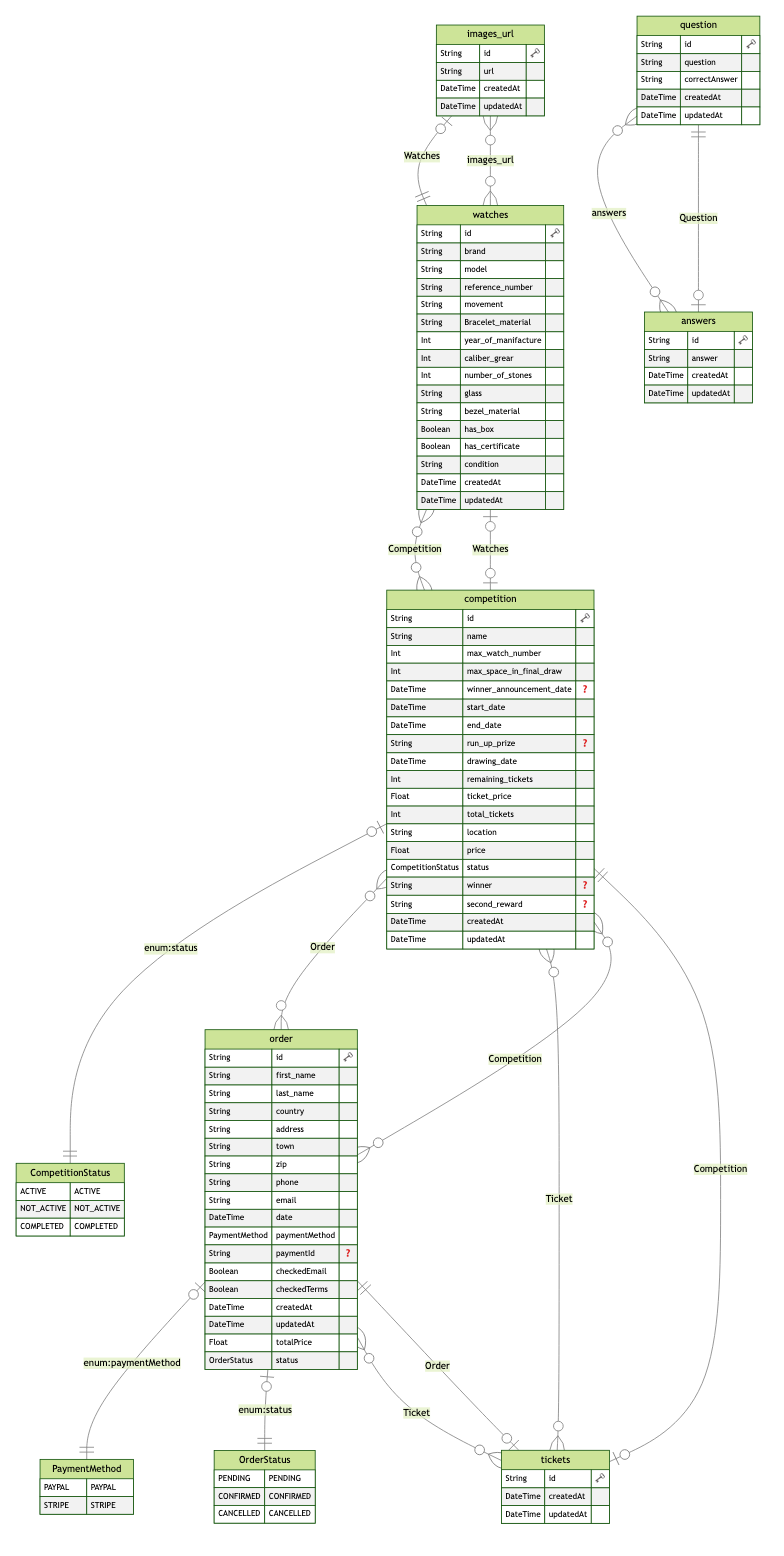 images_url
String id
String url
DateTime createdAt
DateTime updatedAt
question
String id
String question
String correctAnswer
DateTime createdAt
DateTime updatedAt
Watches
images_url
answers
Question
watches
String id
String brand
String model
String reference_number
String movement
String Bracelet_material
Int year_of_manifacture
Int caliber_grear
Int number_of_stones
String glass
String bezel_material
Boolean has_box
Boolean has_certificate
String condition
DateTime createdAt
DateTime updatedAt
answers
String id
String answer
DateTime createdAt
DateTime updatedAt
Competition
Watches
competition
String id
String name
Int max_watch_number
Int max_space_in_final_draw
DateTime winner_announcement_date ?
DateTime start_date
DateTime end_date
String run_up_prize ?
DateTime drawing_date
Int remaining_tickets
Float ticket_price
Int total_tickets
String location
Float price
CompetitionStatus status
String winner ?
String second_reward ?
DateTime createdAt
DateTime updatedAt
enum:status
Order
Competition
Ticket
Competition
order
String id
String first_name
String last_name
String country
String address
String town
String zip
String phone
String email
DateTime date
PaymentMethod paymentMethod
String paymentId ?
Boolean checkedEmail
Boolean checkedTerms
DateTime createdAt
DateTime updatedAt
Float totalPrice
OrderStatus status
CompetitionStatus
ACTIVE ACTIVE
NOT_ACTIVE NOT_ACTIVE
COMPLETED COMPLETED
enum:paymentMethod
enum:status
Order
Ticket
PaymentMethod
PAYPAL PAYPAL
STRIPE STRIPE
OrderStatus
PENDING PENDING
CONFIRMED CONFIRMED
CANCELLED CANCELLED
tickets
String id
DateTime createdAt
DateTime updatedAt